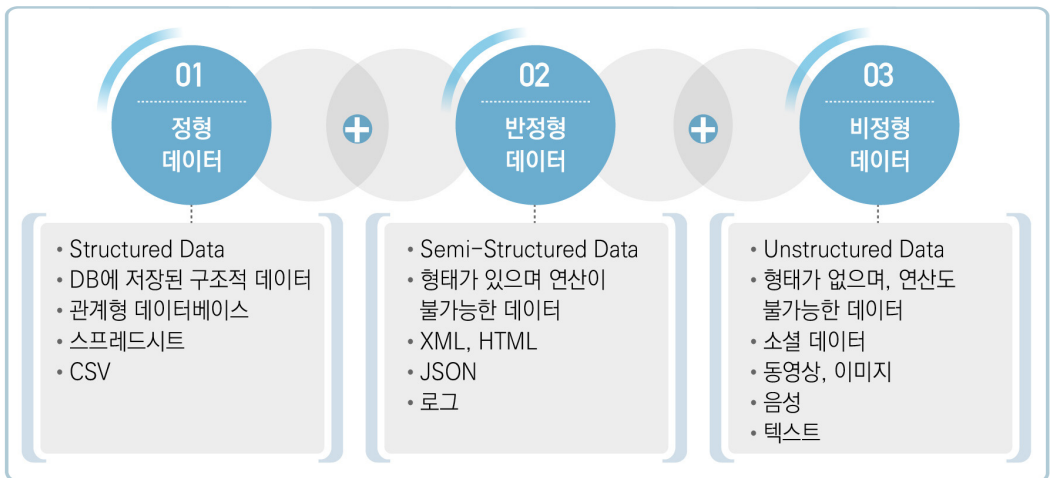 01
정형
데이터
• Structured Data
• DB에 저장된 구조적 데이터
• 관계형 데이터베이스
• 스프레드시트
• CSV
02
반정형
데이터
• Semi-Structured Data
• 형태가 있으며 연산이
불가능한 데이터
• XML, HTML
• JSON
• 로그
03
비정형
데이터
• Unstructured Data
• 형태가 없으며, 연산도
불가능한 데이터
• 소셜 데이터
• 동영상, 이미지
• 음성
• 텍스트